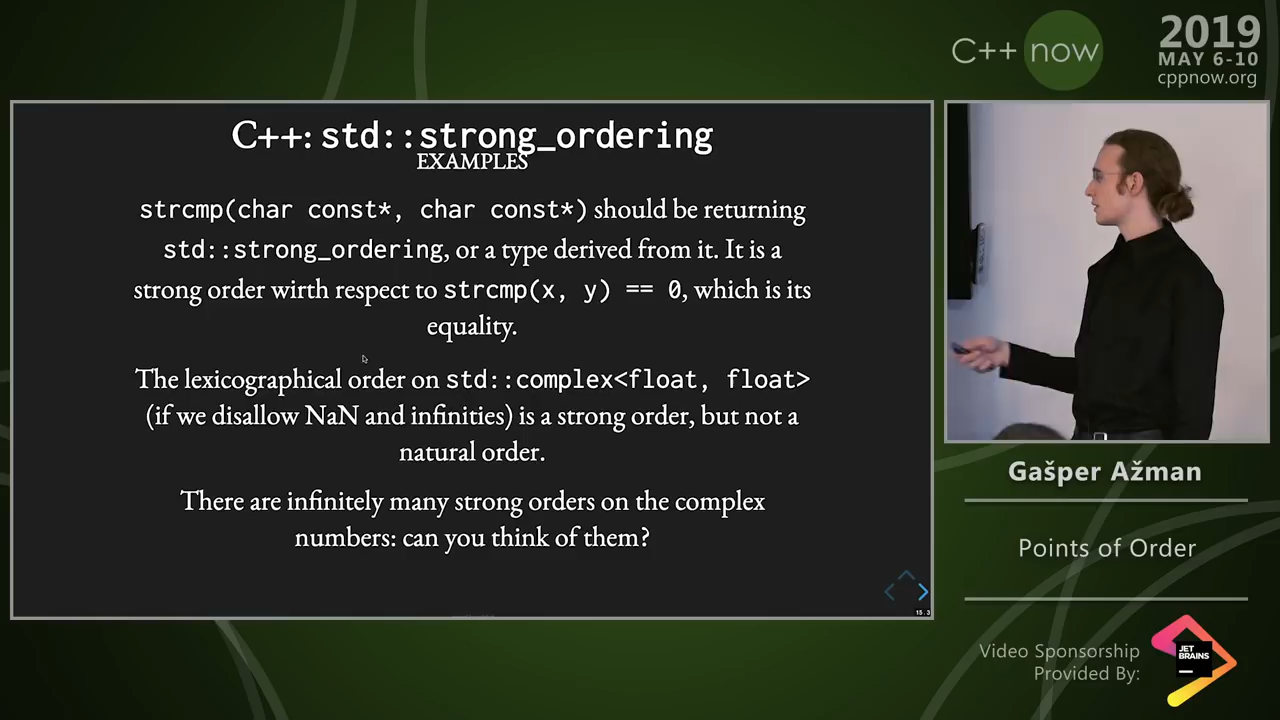 C++ now
2019
MAY 6-10
cppnow.org
C++: std::strong_ordering
EXAMPLES
strcmp(char const*, char const*) should be returning
std::strong_ordering, or a type derived from it. It is a
strong order wirth respect to strcmp(x, y) == 0, which is its
equality.
The lexicographical order on std::complex<float, float>
(if we disallow NaN and infinities) is a strong order, but not a
natural order.
There are infinitely many strong orders on the complex
numbers: can you think of them?
15.3
Gašper Ažman
Points of Order
Video Sponsorship
Provided By:
JET
BRAINS